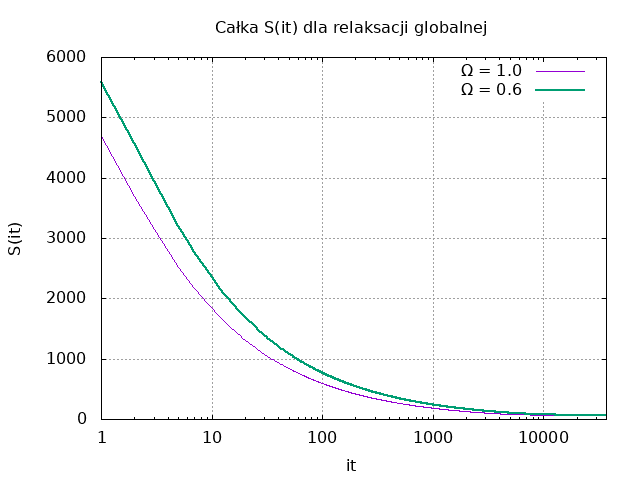 Całka S(it) dla relaksacji globalnej
6000
5000
4000
3000
2000
1000
0
S(it)
Ω = 1.0
Ω = 0.6
1 10 100 1000 10000
it